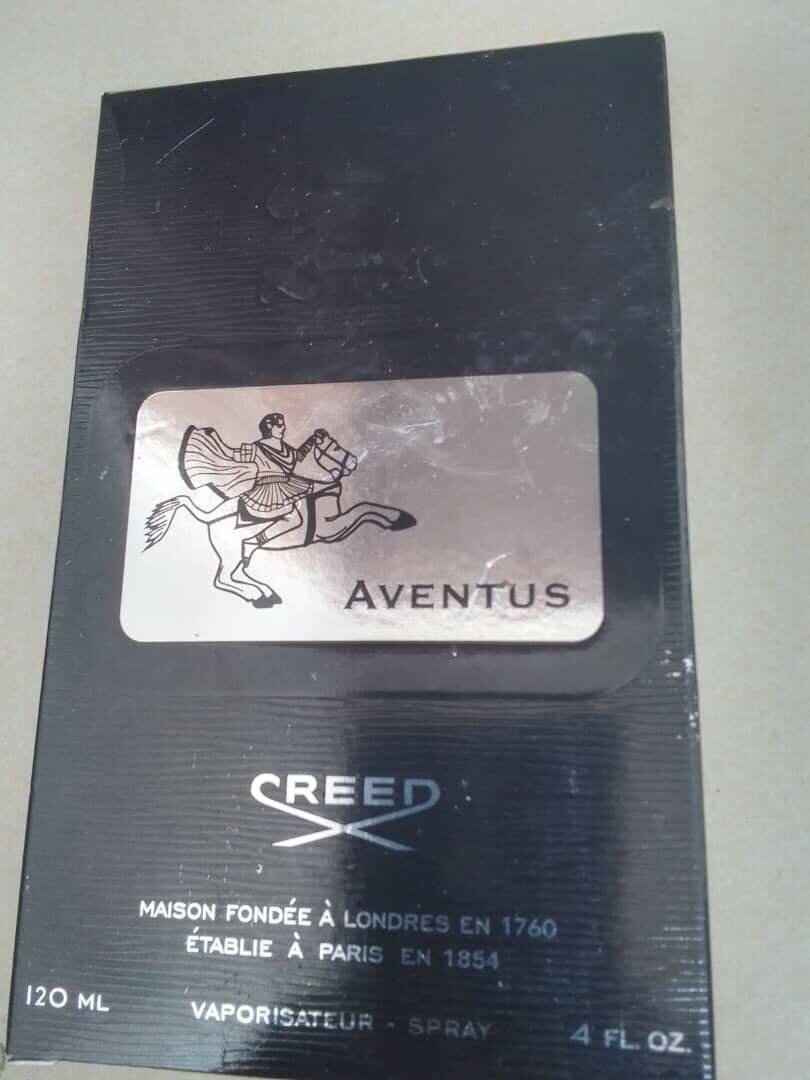 AVENTUS
CREED
MAISON FONDÉE À LONDRES EN 1760
ÉTABLIE À PARIS EN 1854
120 ML VAPORISATEUR - SPRAY 4 FL. OZ.